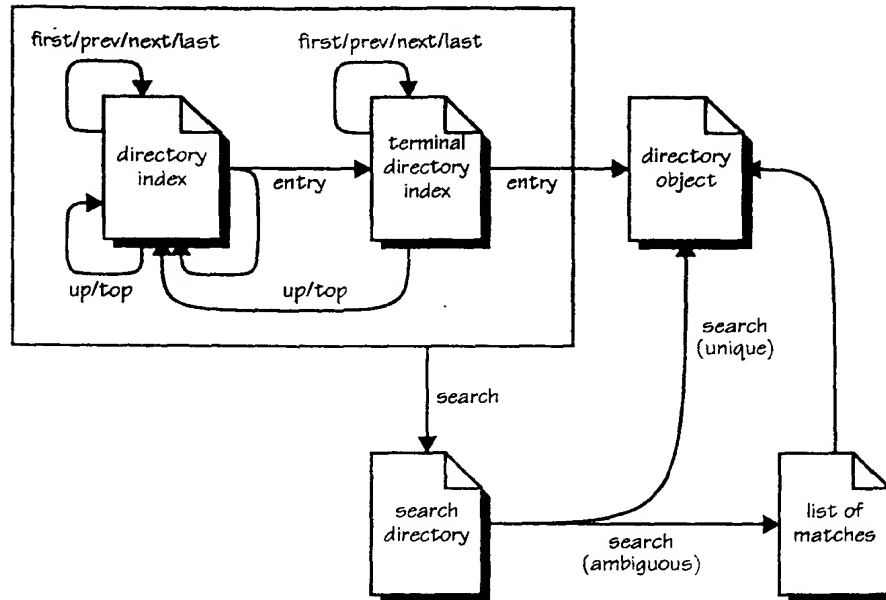 first/prev/next/last
first/prev/next/last
directory
index
terminal
directory
index
directory
object
entry
entry
up/top
up/top
search
(unique)
search
search
directory
list of
matches
search
(ambiguous)